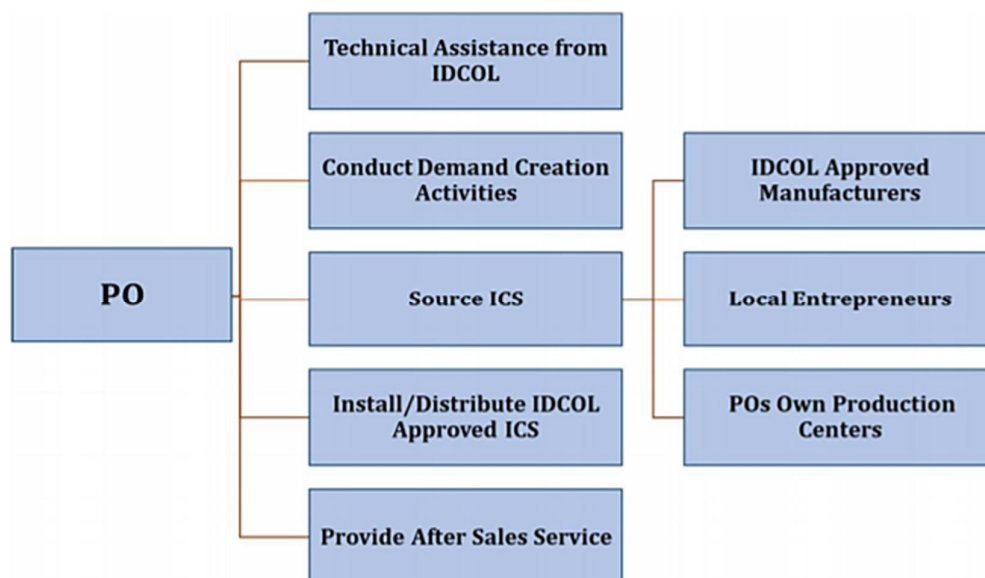 Technical Assistance from
IDCOL
Conduct Demand Creation
Activities
IDCOL Approved
Manufacturers
PO
Source ICS
Local Entrepreneurs
Install/Distribute IDCOL
Approved ICS
POs Own Production
Centers
Provide After Sales Service